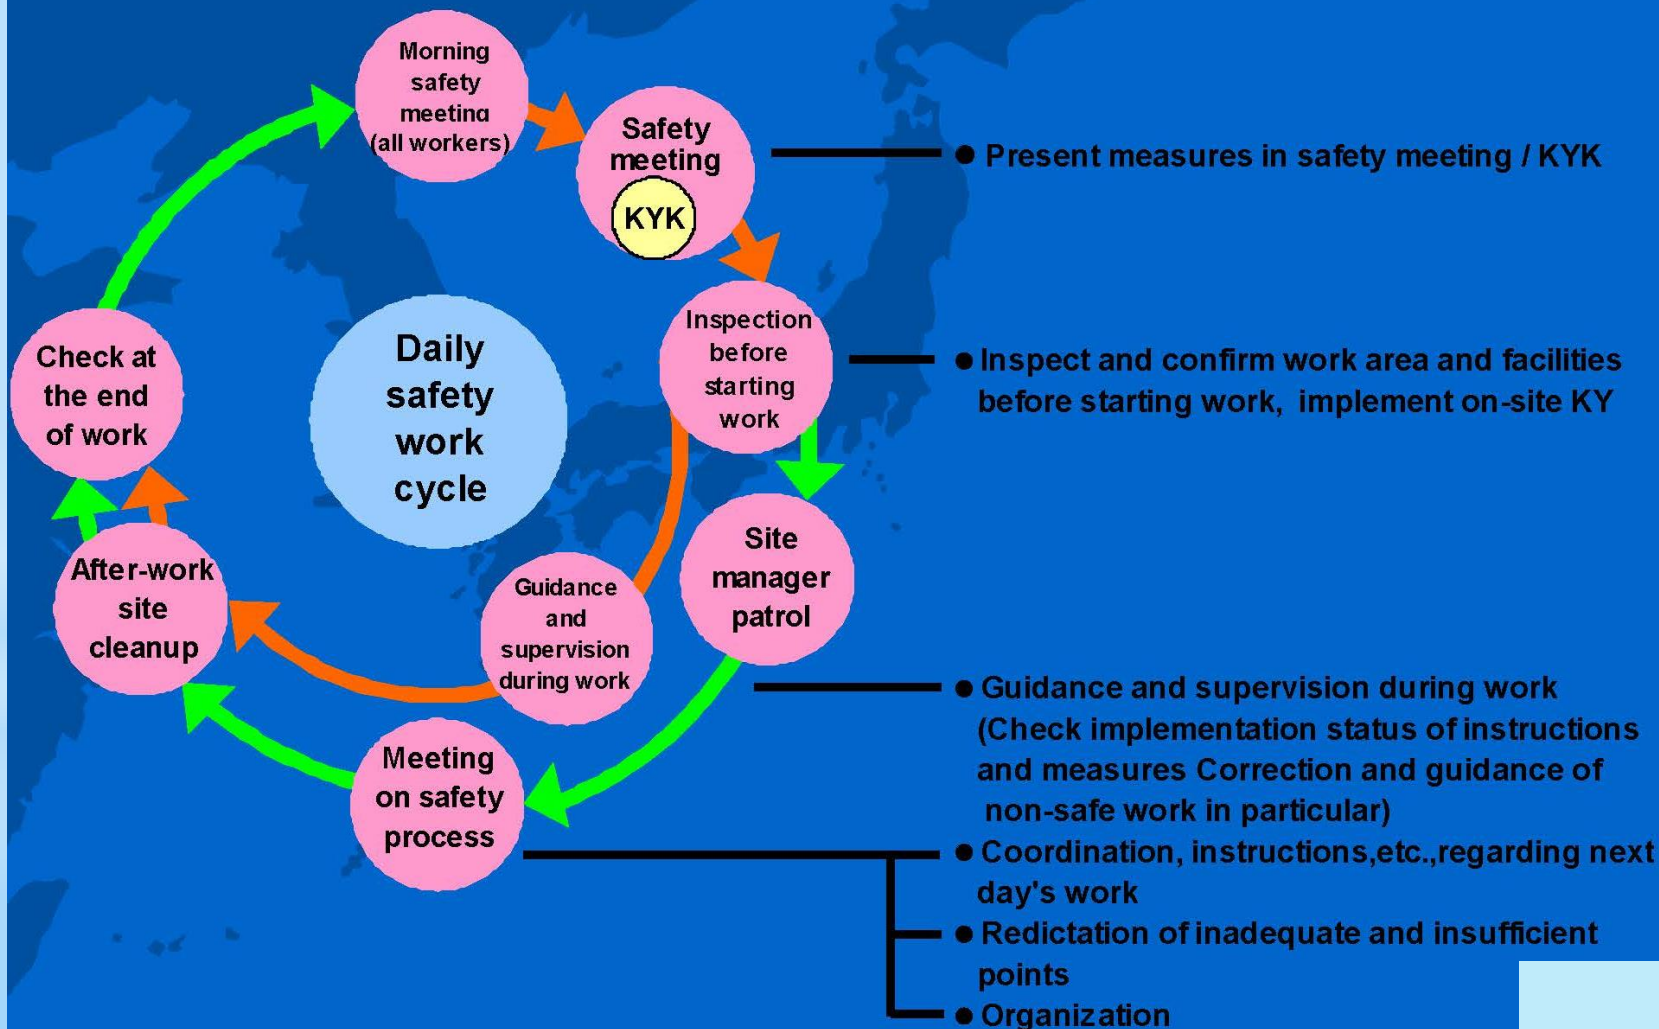 Morning
safety
meeting
(all workers)
Safety
meeting
KYK
● Present measures in safety meeting / KYK
Inspection
before
starting
work
● Inspect and confirm work area and facilities
before starting work, implement on-site KY
Daily
safety
work
cycle
Check at
the end
of work
Site
manager
patrol
Guidance
and
supervision
during work
After-work
site
cleanup
● Guidance and supervision during work
(Check implementation status of instructions
and measures Correction and guidance of
non-safe work in particular)
Meeting
on safety
process
● Coordination, instructions,etc.,regarding next
day's work
● Redictation of inadequate and insufficient
points
● Organization